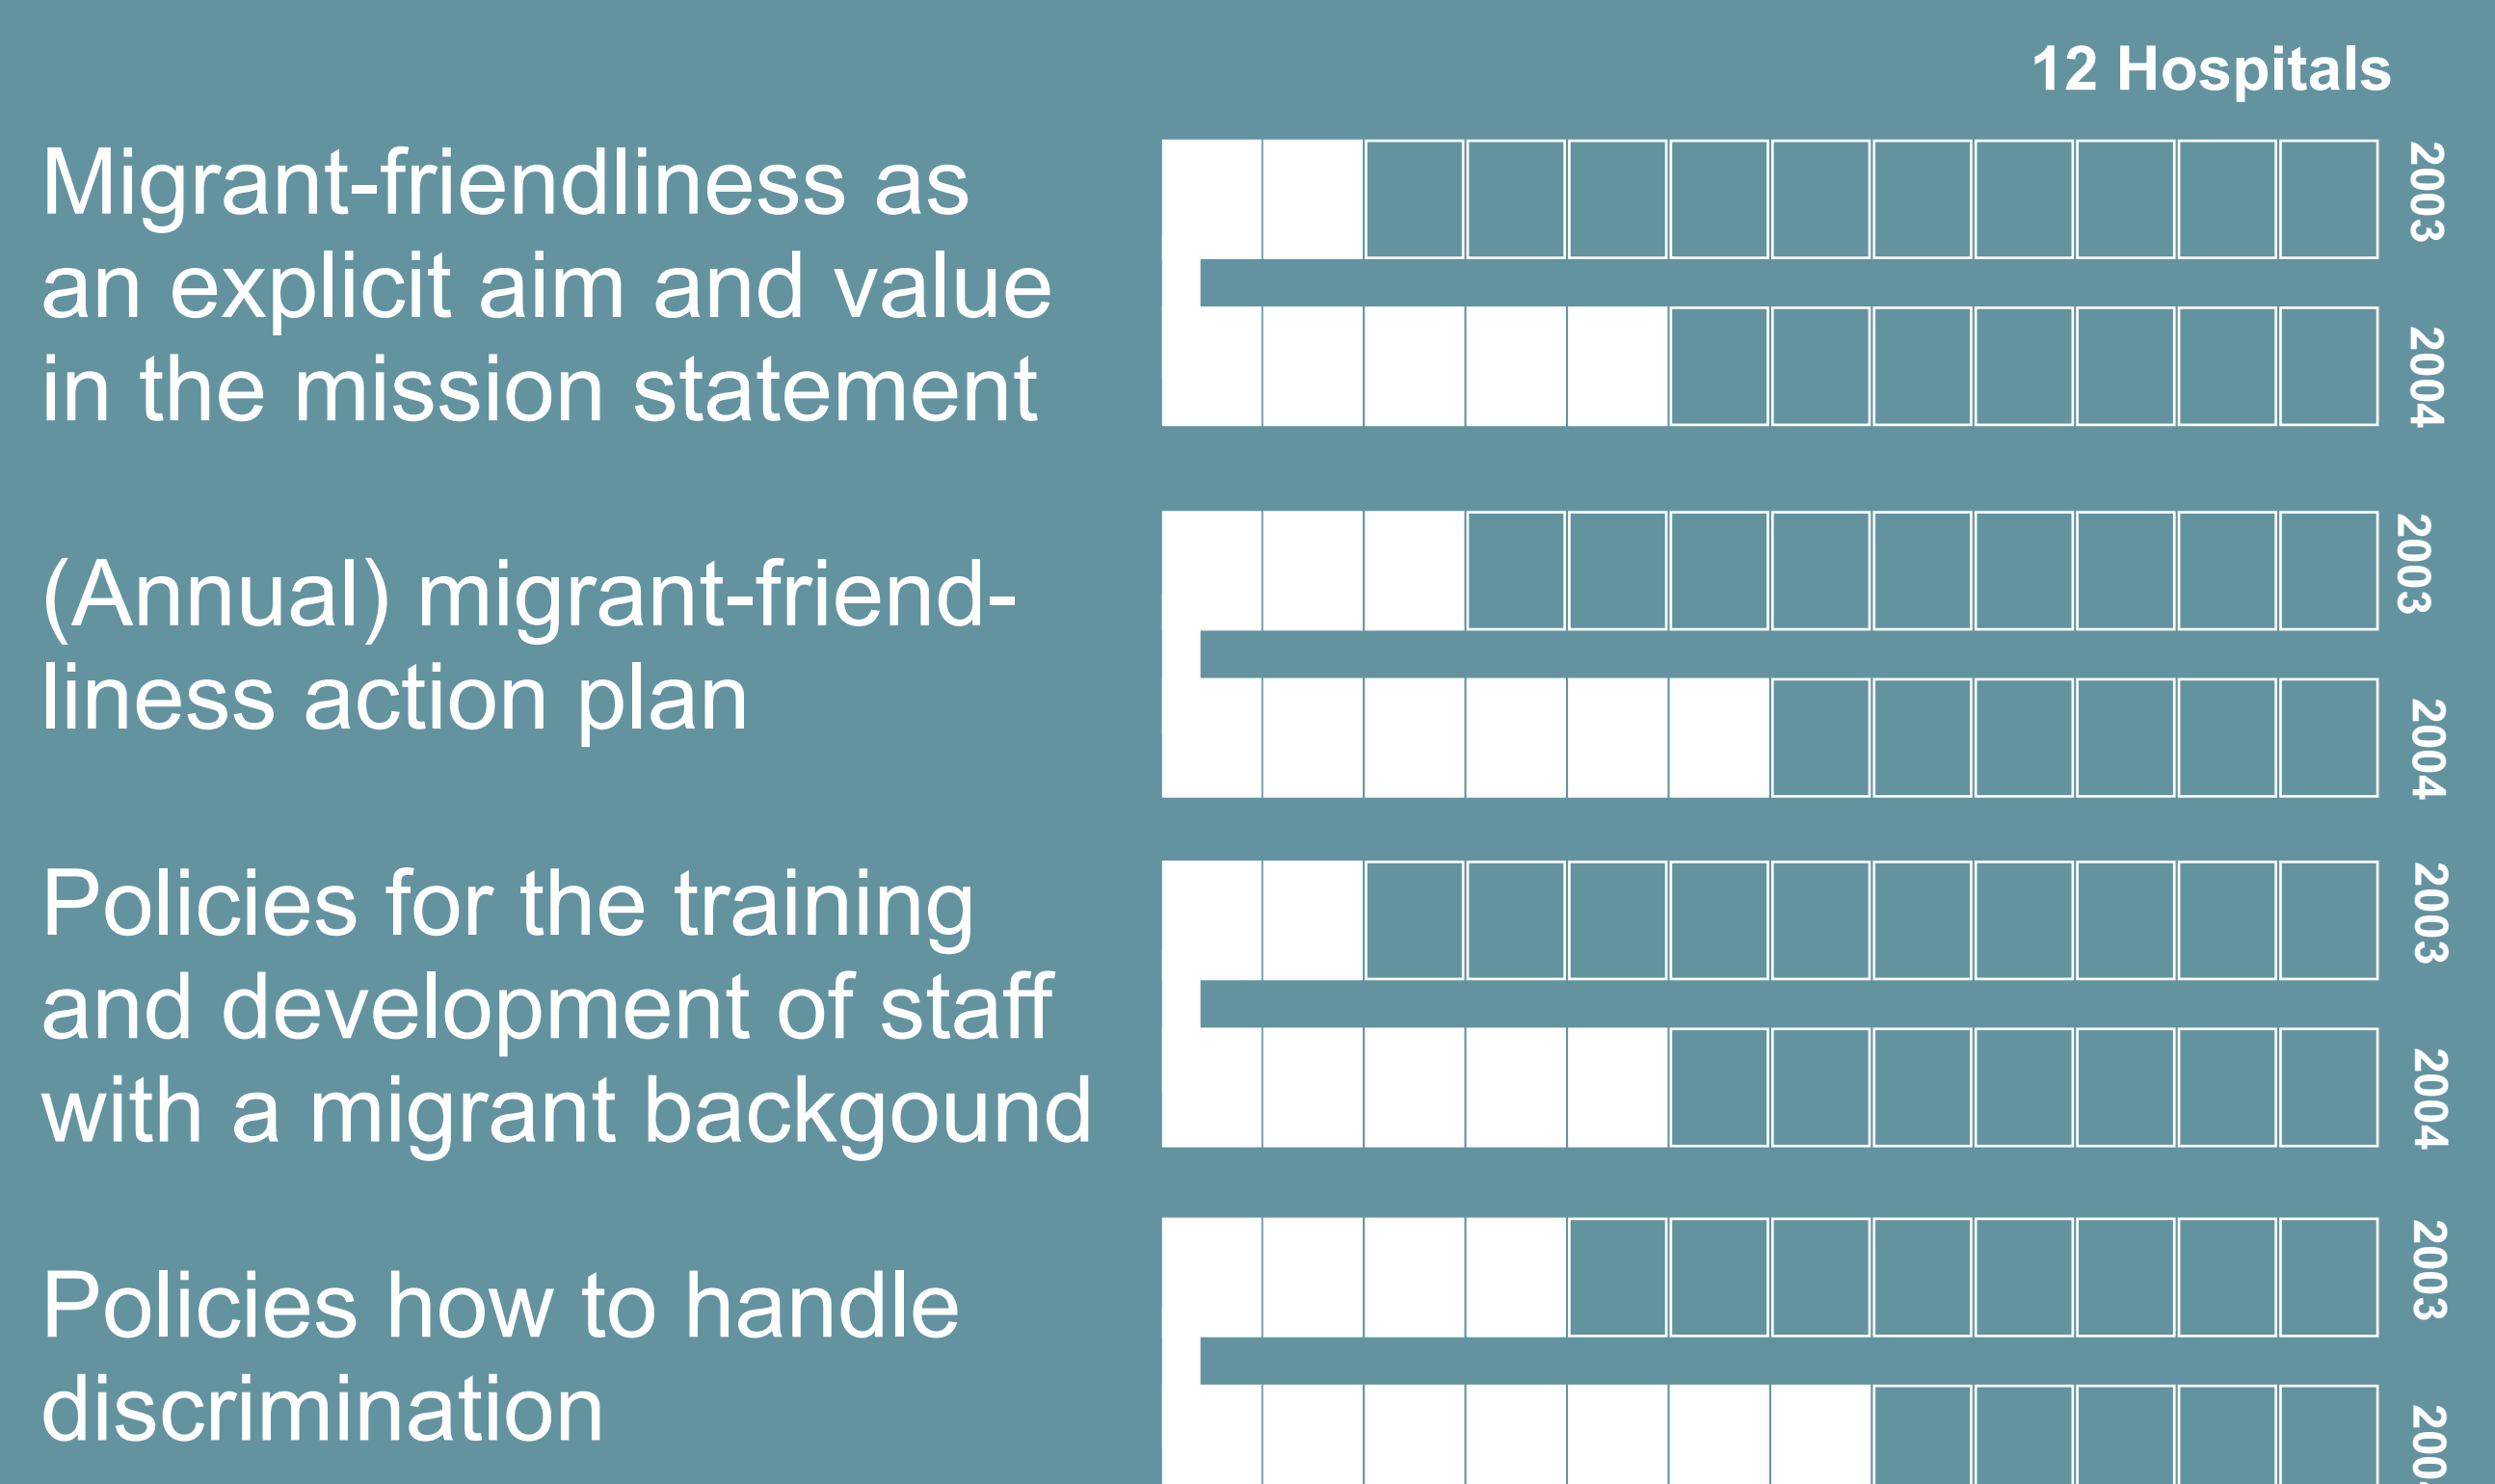 12 Hospitals
Migrant-friendliness as
an explicit aim and value
in the mission statement
2003
2004
(Annual) migrant-friend-
liness action plan
2003
2004
Policies for the training
and development of staff
with a migrant background
2003
2004
Policies how to handle
discrimination
2003